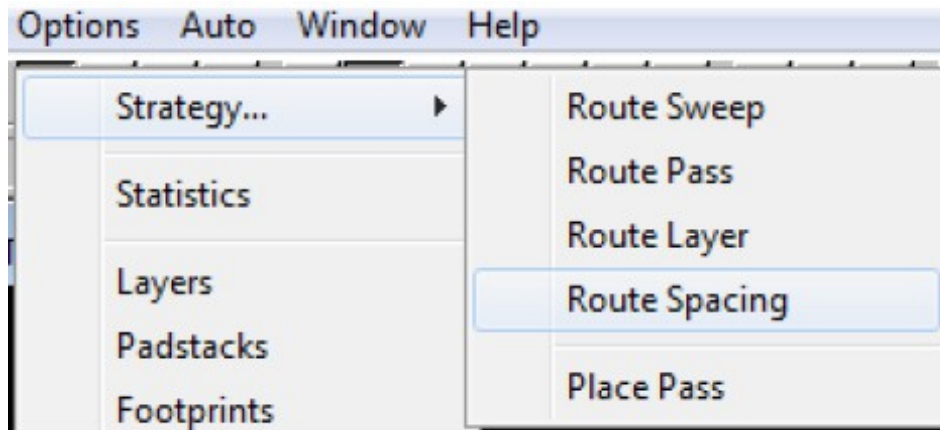 Options Auto Window Help
Strategy...
Statistics
Layers
Padstacks
Footprints
Route Sweep
Route Pass
Route Layer
Route Spacing
Place Pass